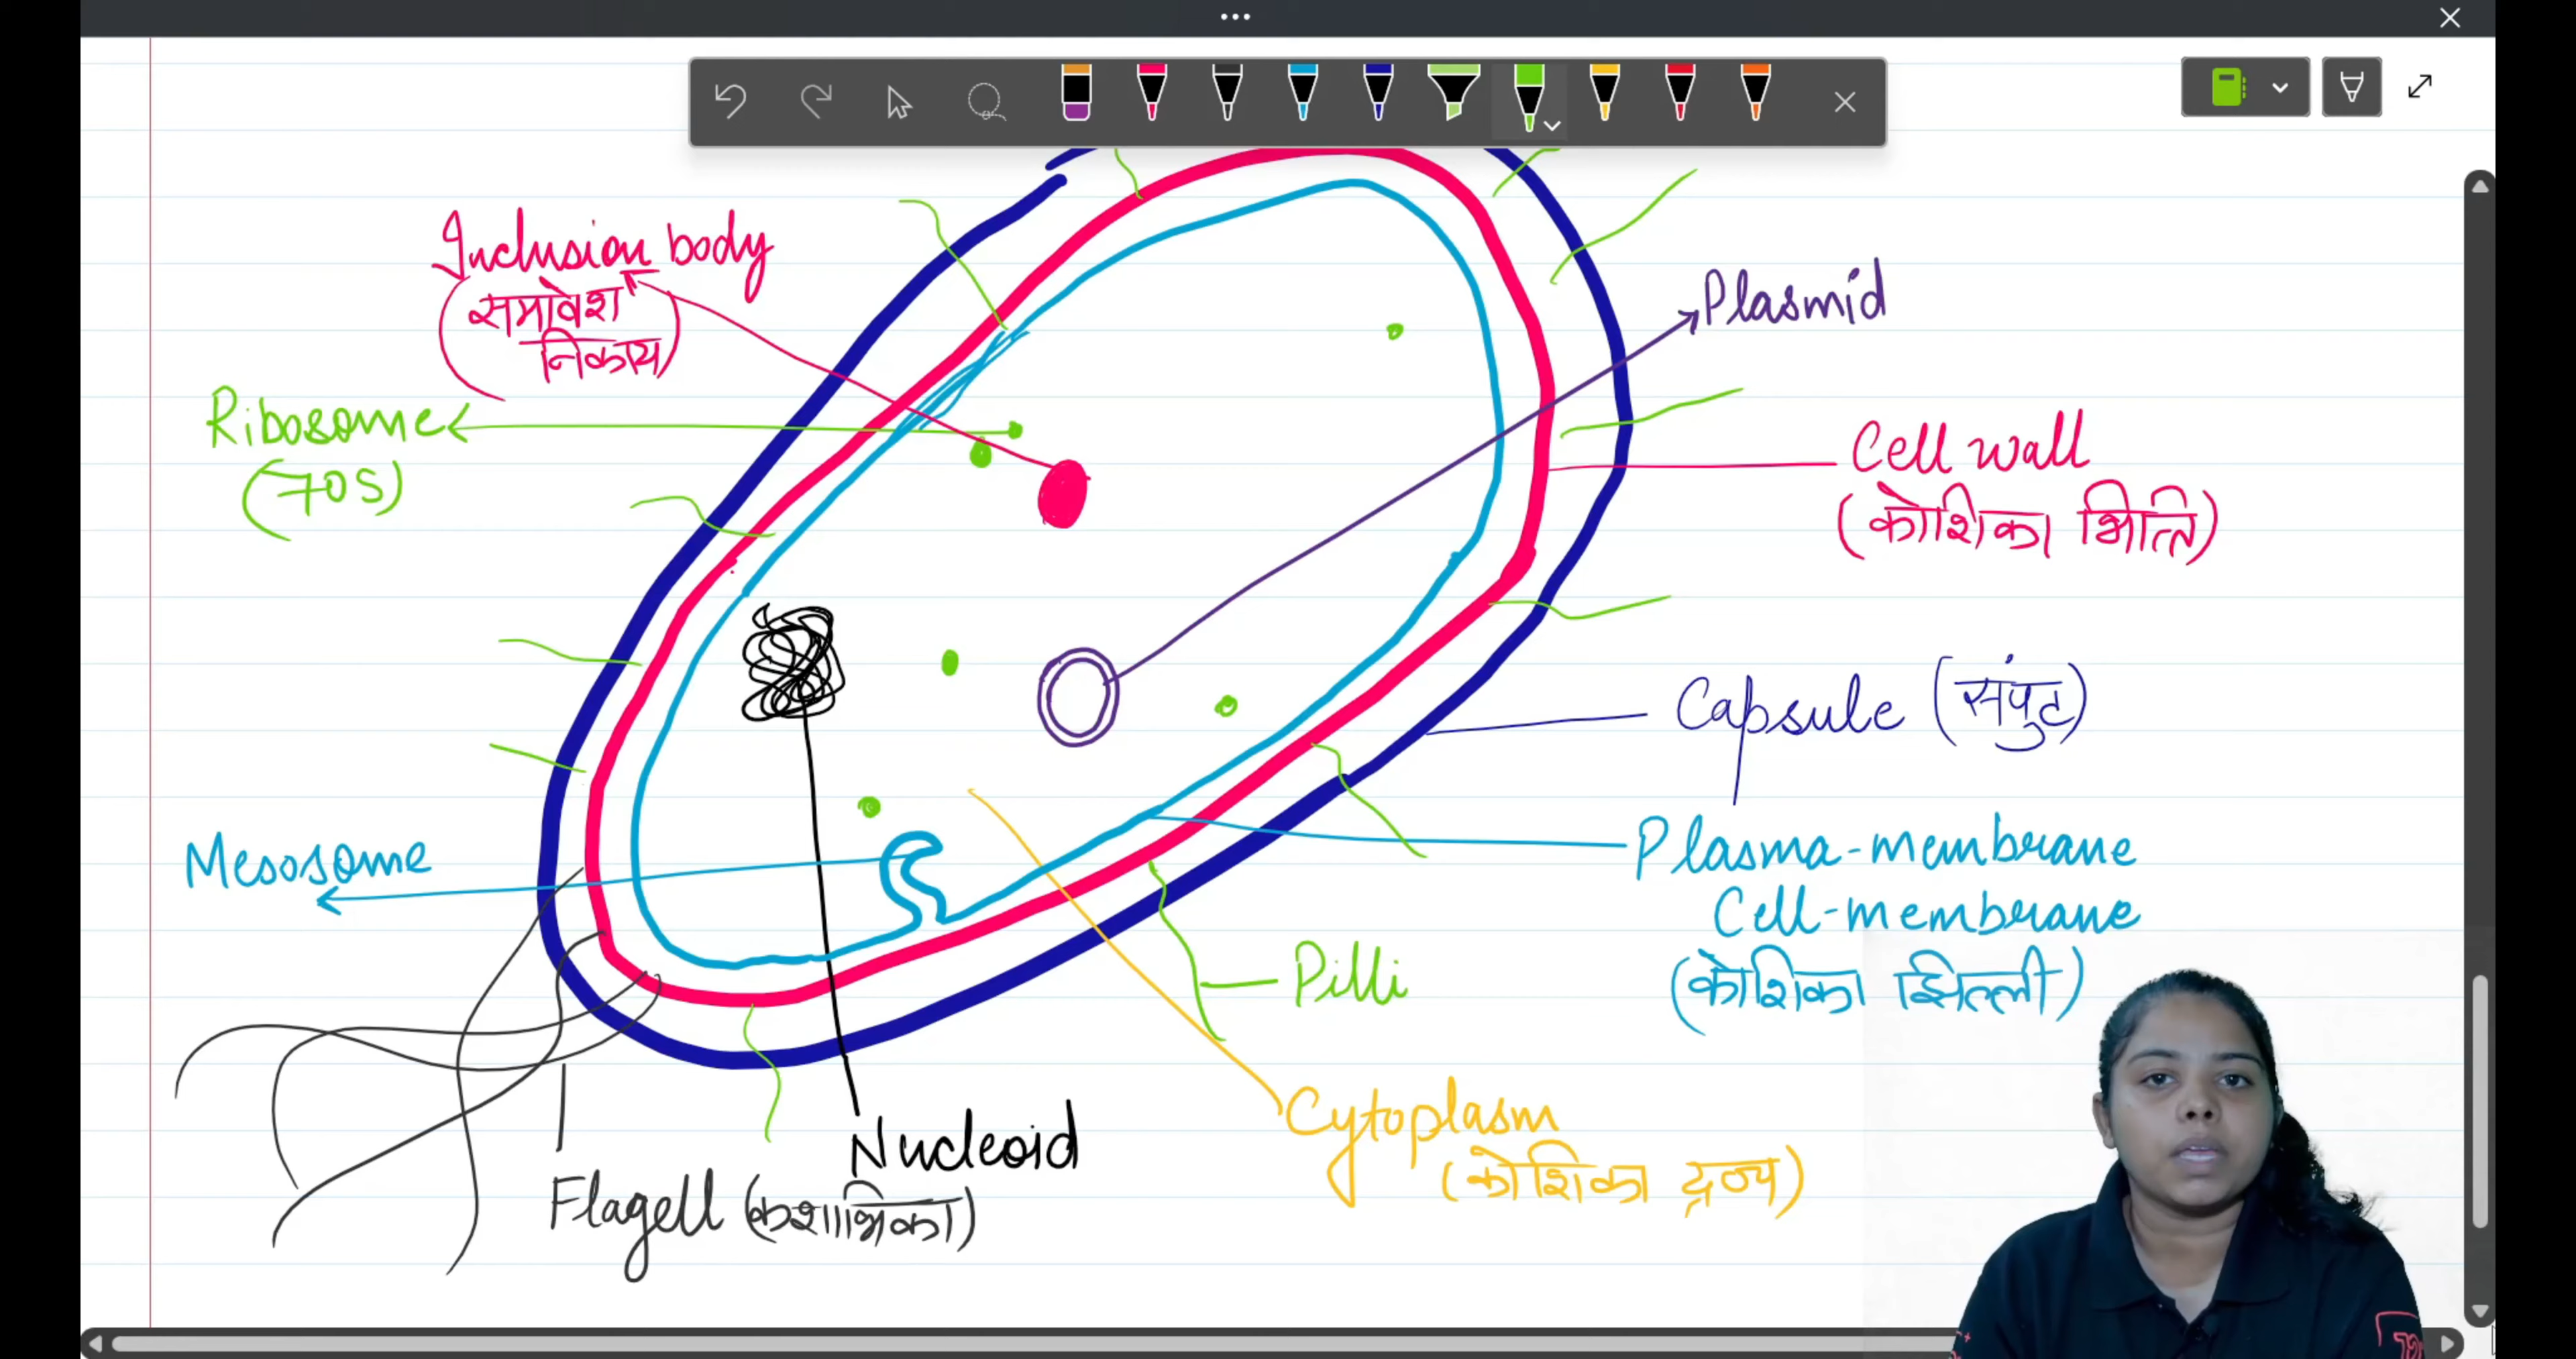 Inclusion body
(समावेश
निकाय)
Plasmid
Ribosome
(70S)
Cell wall
(कोशिका भित्ति)
Capsule (संपुट)
Mesosome
Plasma-membrane
Cell-membrane
(कोशिका झिल्ली)
Pilli
Cytoplasm
(कोशिका द्रव्य)
Nucleoid
Flagell (कशाभिका)